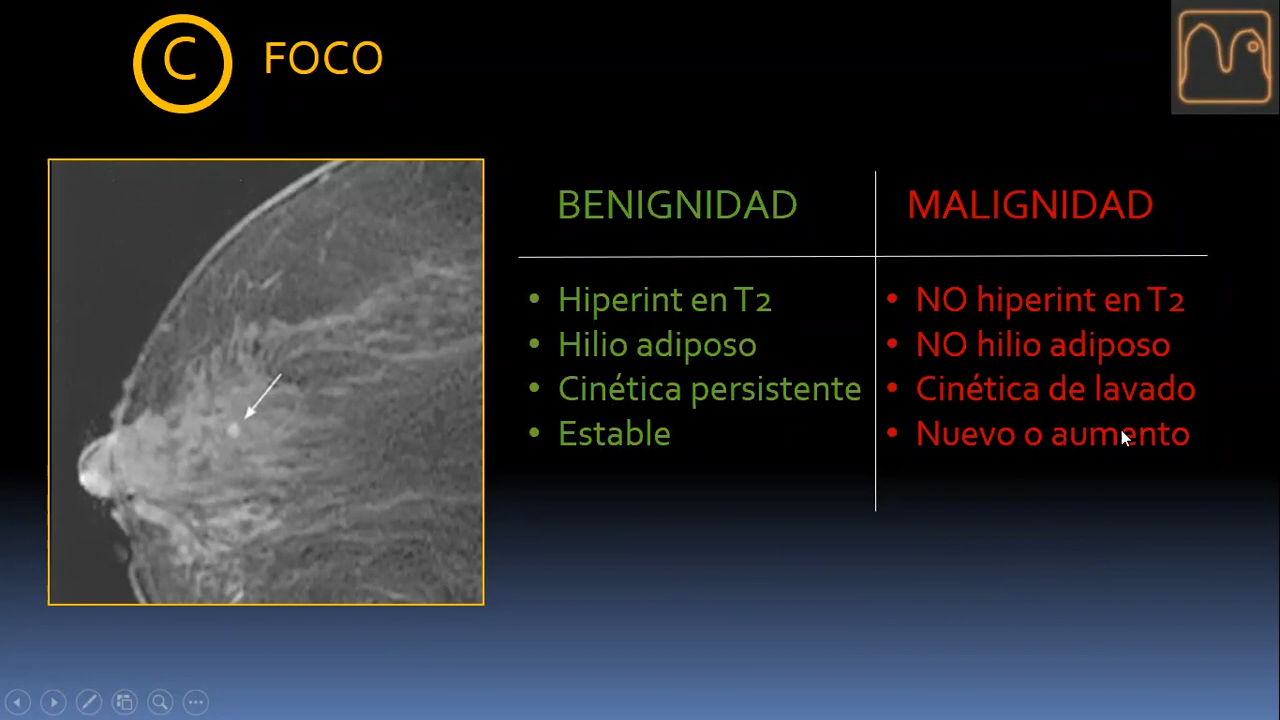 C
FOCO
BENIGNIDAD
• Hiperint en T2
• Hilio adiposo
• Cinética persistente
• Estable
MALIGNIDAD
• NO hiperint en T2
• NO hilio adiposo
• Cinética de lavado
• Nuevo o aumento